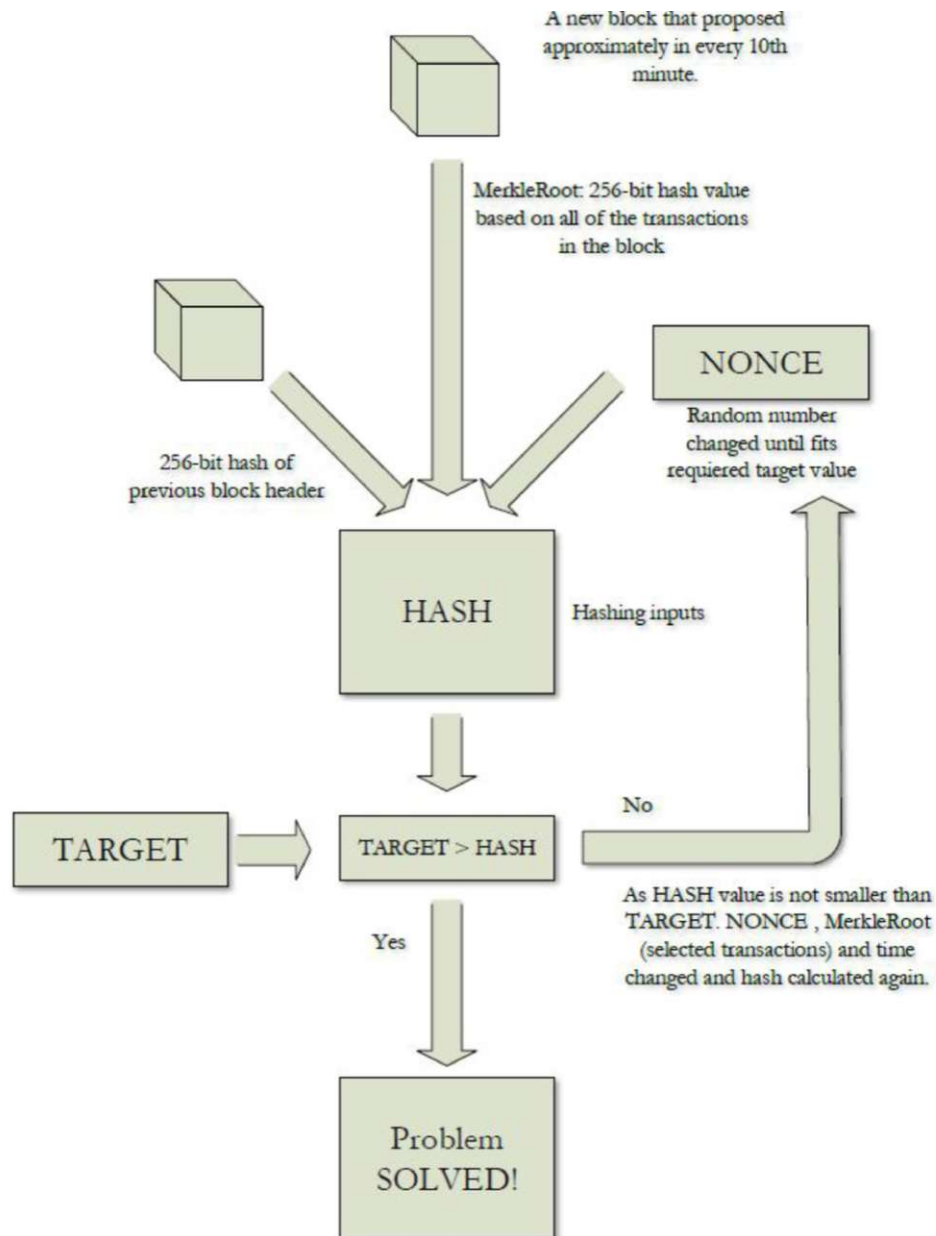 A new block that proposed
approximately in every 10th
minute.
MerkleRoot: 256-bit hash value
based on all of the transactions
in the block
NONCE
Random number
changed until fits
requiered target value
256-bit hash of
previous block header
HASH
Hashing inputs
TARGET
TARGET > HASH
No
As HASH value is not smaller than
TARGET. NONCE , MerkleRoot
(selected transactions) and time
changed and hash calculated again.
Yes
Problem
SOLVED!